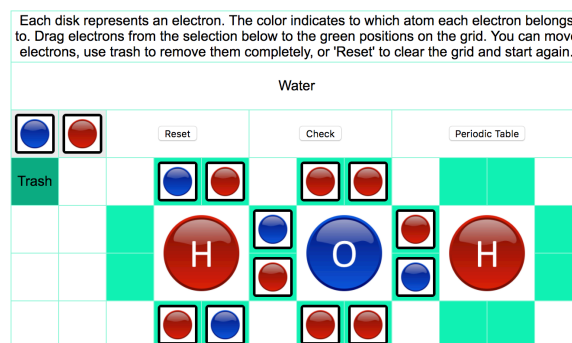 Each disk represents an electron. The color indicates to which atom each electron belongs
to. Drag electrons from the selection below to the green positions on the grid. You can move
electrons, use trash to remove them completely, or 'Reset' to clear the grid and start again.
Water
Reset Check Periodic Table
Trash
H O H